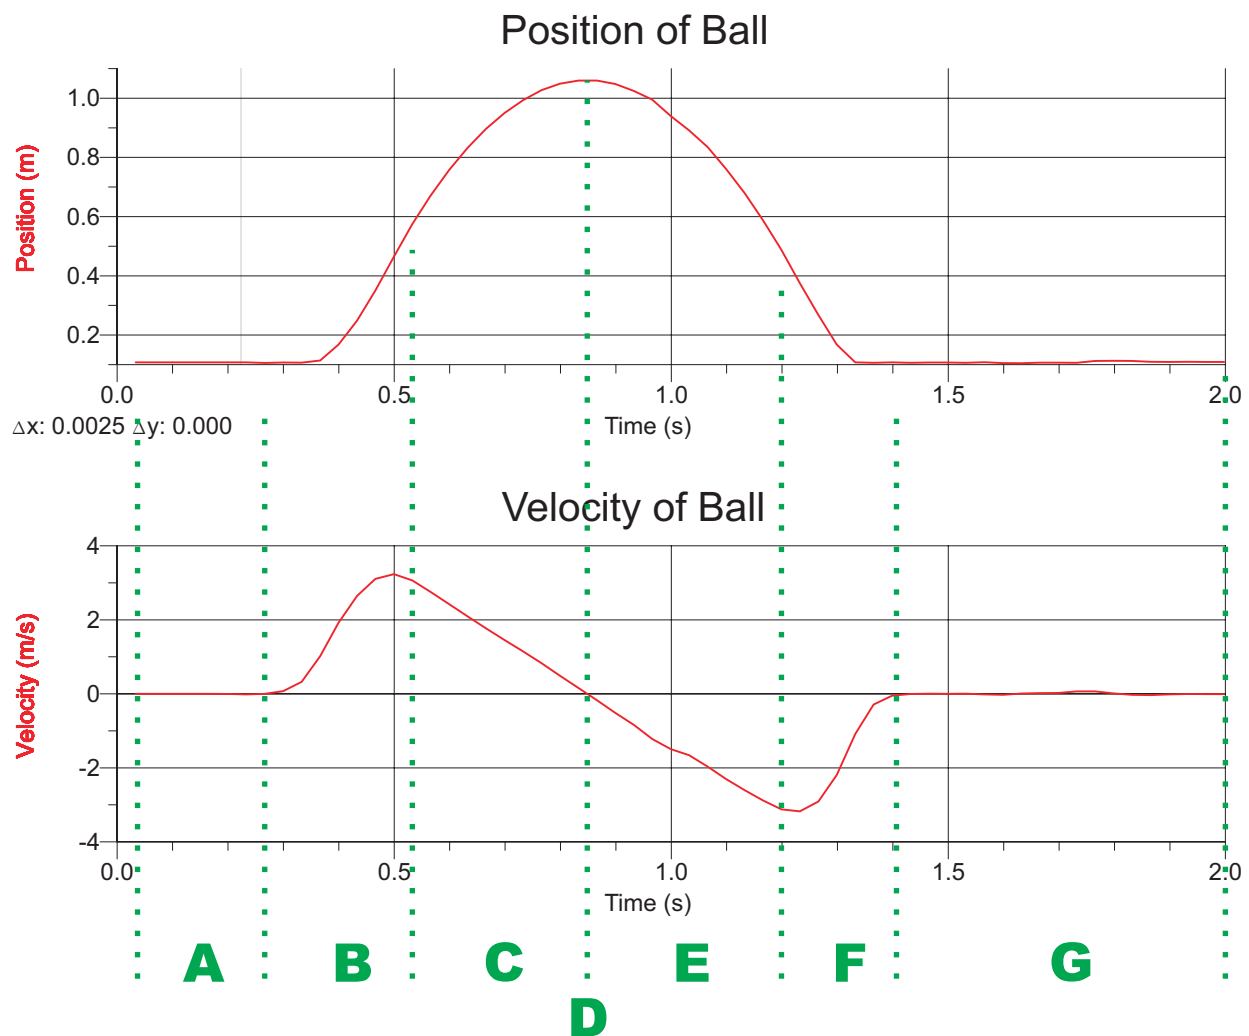 Position of Ball
Position (m)
1.0
0.8
0.6
0.4
0.2
0.0 0.5 1.0 1.5 2.0
Δx: 0.0025 Δy: 0.000
Time (s)
Velocity of Ball
Velocity (m/s)
4
2
0
-2
-4
0.0 0.5 1.0 1.5 2.0
Time (s)
A B C E F G
D